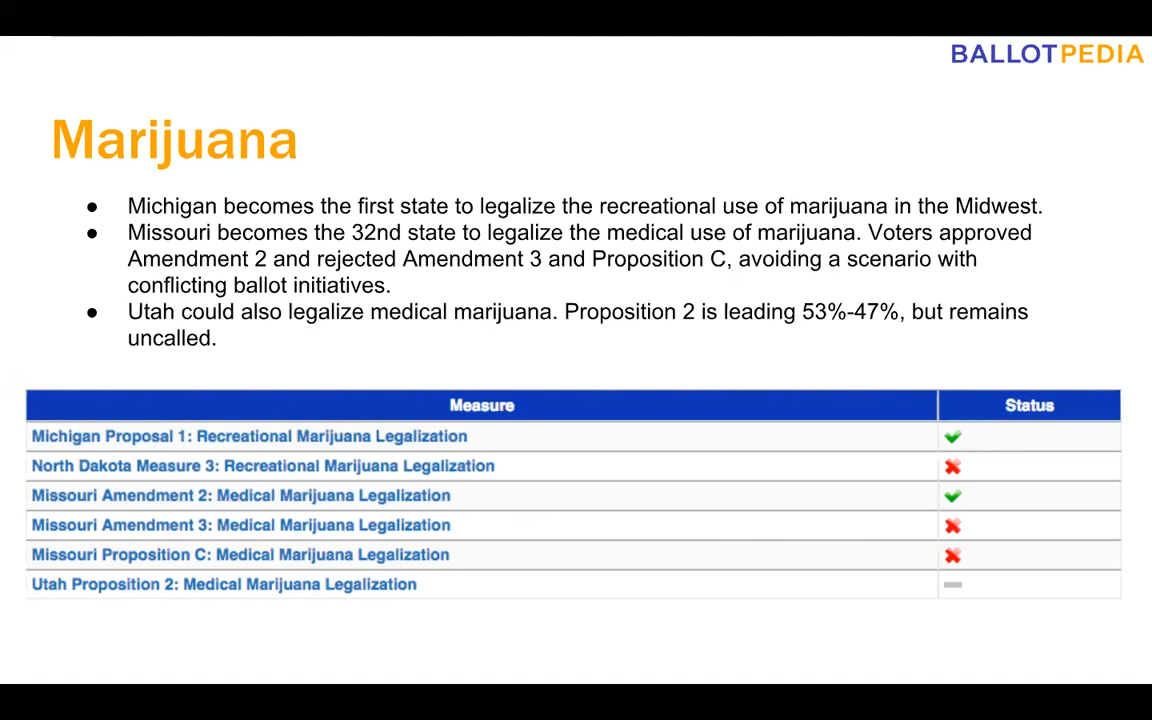 BALLOTPEDIA
Marijuana
● Michigan becomes the first state to legalize the recreational use of marijuana in the Midwest.
● Missouri becomes the 32nd state to legalize the medical use of marijuana. Voters approved
Amendment 2 and rejected Amendment 3 and Proposition C, avoiding a scenario with
conflicting ballot initiatives.
● Utah could also legalize medical marijuana. Proposition 2 is leading 53%-47%, but remains
uncalled.
Measure Status
Michigan Proposal 1: Recreational Marijuana Legalization
North Dakota Measure 3: Recreational Marijuana Legalization
Missouri Amendment 2: Medical Marijuana Legalization
Missouri Amendment 3: Medical Marijuana Legalization
Missouri Proposition C: Medical Marijuana Legalization
Utah Proposition 2: Medical Marijuana Legalization